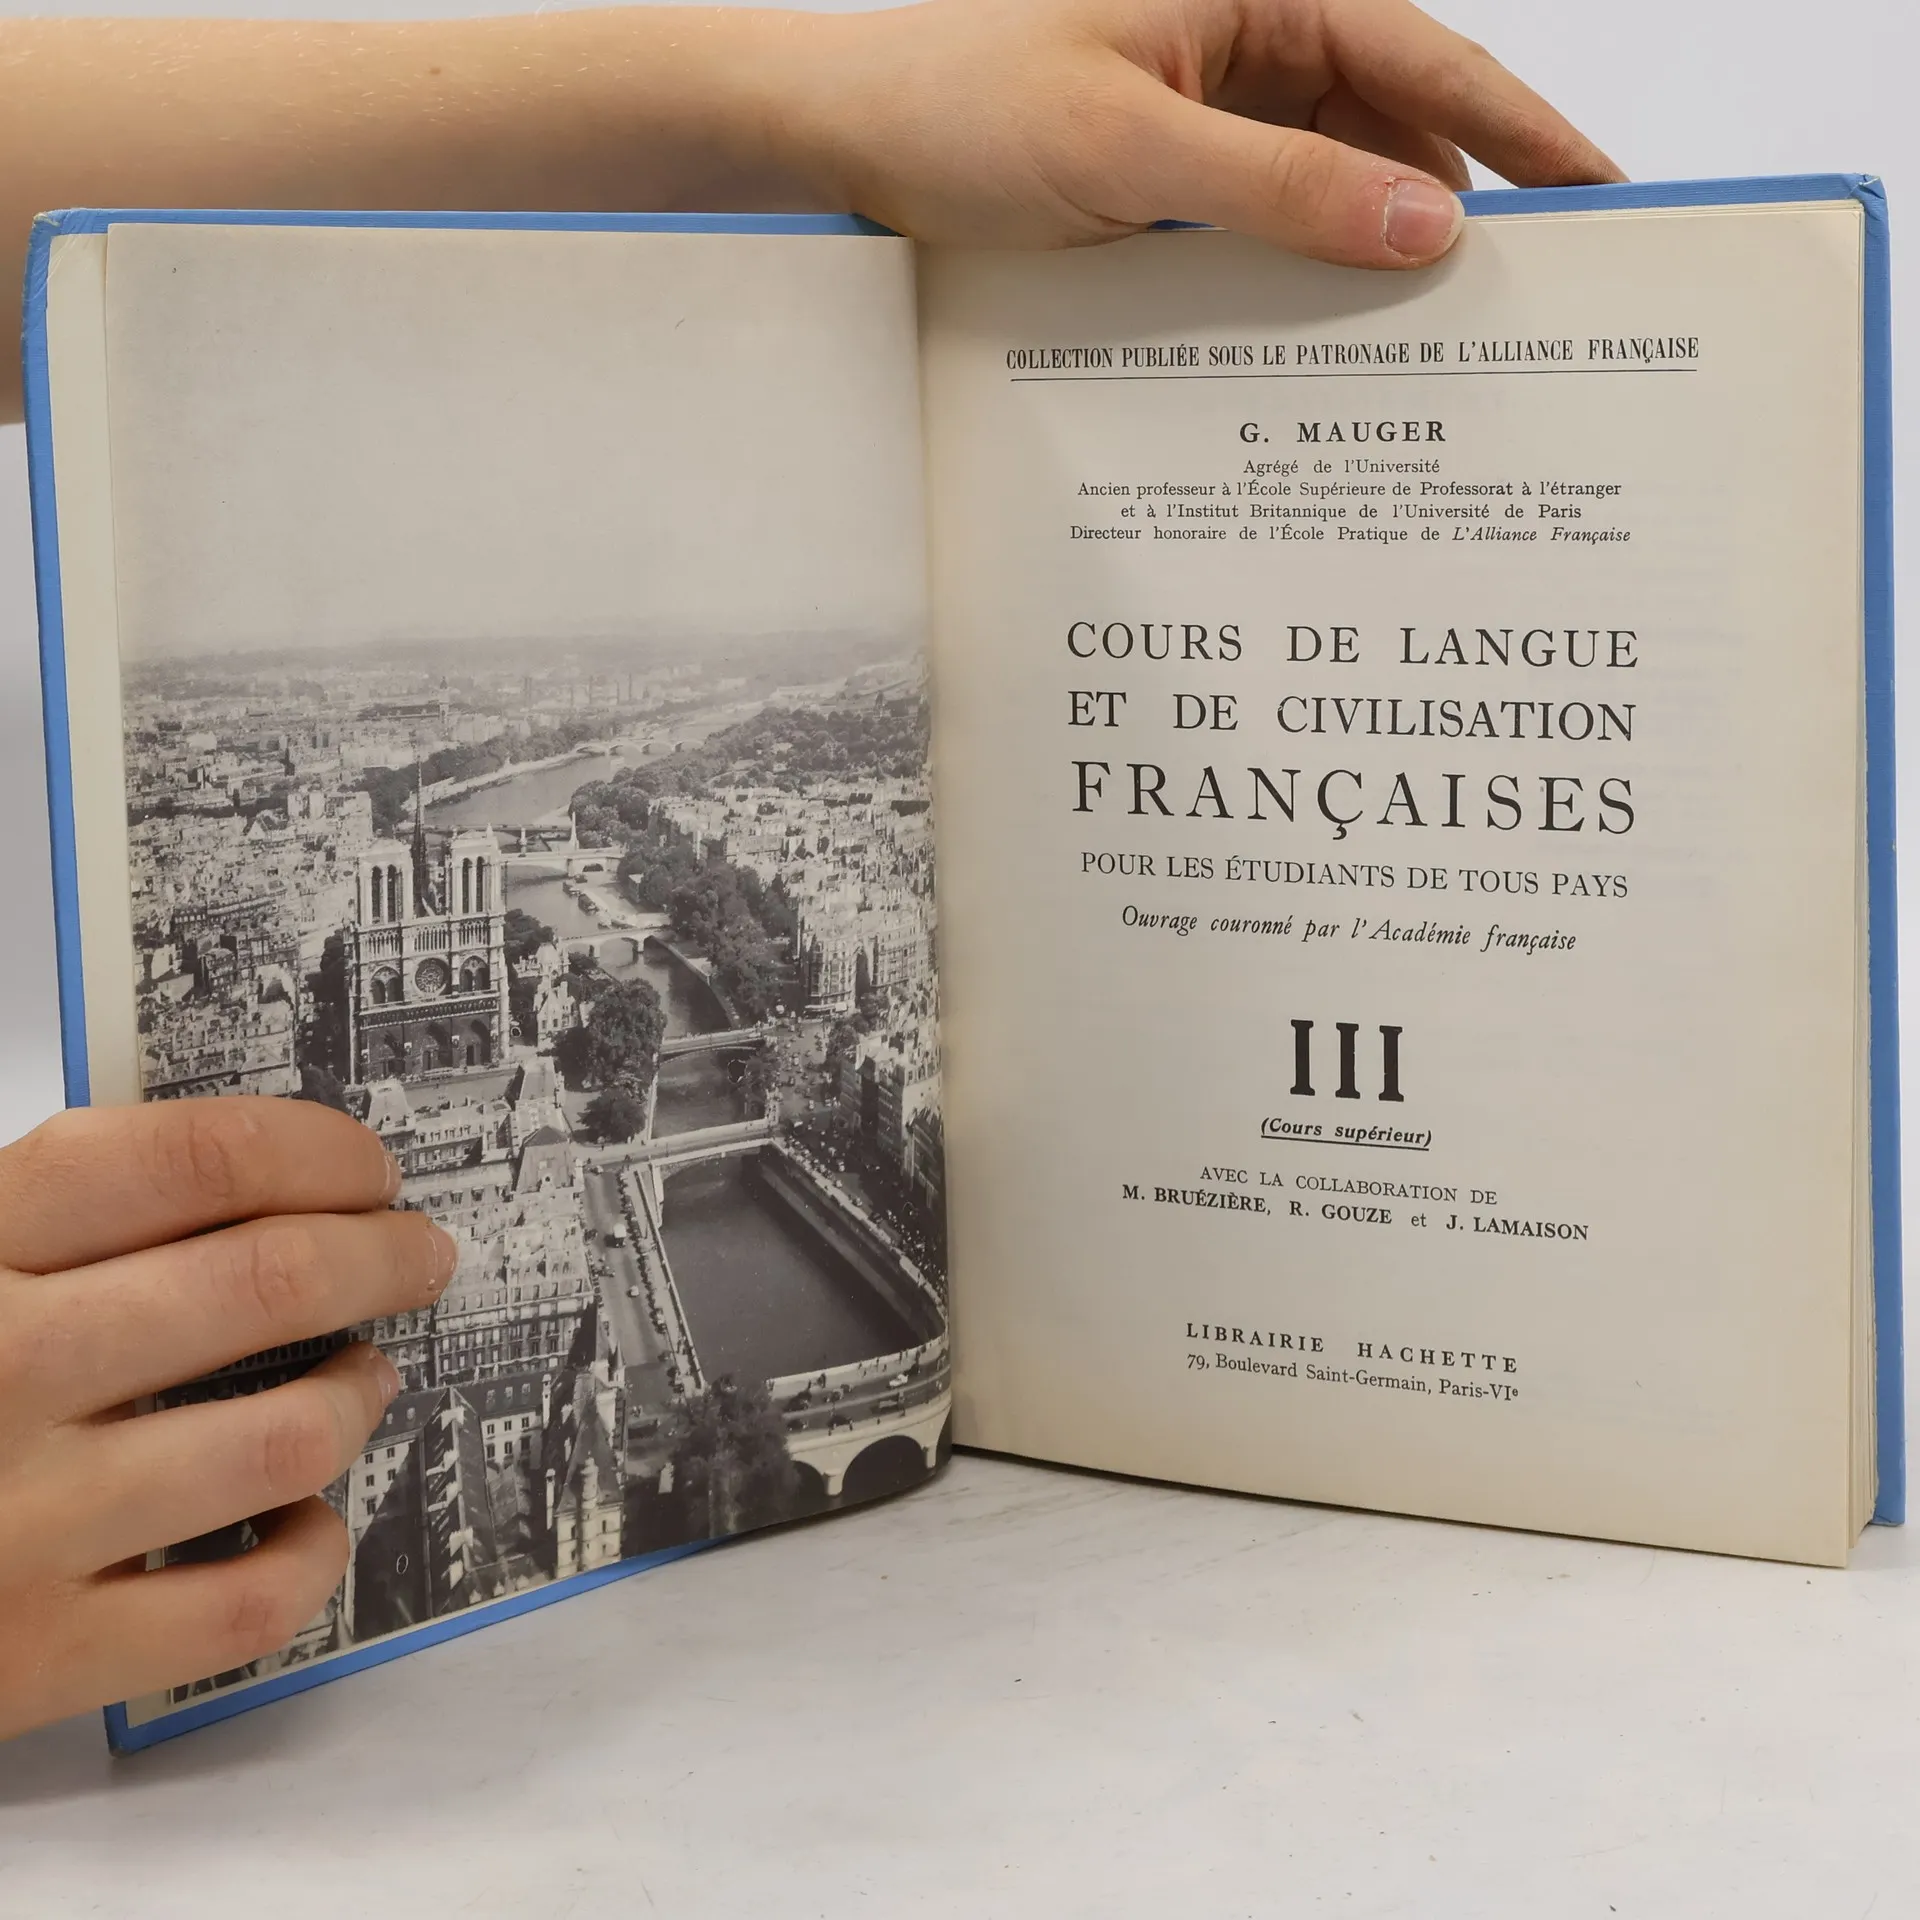 COLLECTION PUBLIÉE SOUS LE PATRONAGE DE L'ALLIANCE FRANÇAISE
G. MAUGER
Agrégé de l'Université
Ancien professeur à l'École Supérieure de Professorat à l'étranger
et à l'Institut Britannique de l'Université de Paris
Directeur honoraire de l'École Pratique de L'Alliance Française
COURS DE LANGUE
ET DE CIVILISATION
FRANÇAISES
POUR LES ÉTUDIANTS DE TOUS PAYS
Ouvrage couronné par l'Académie française
III
(Cours supérieur)
AVEC LA COLLABORATION DE
M. BRUÉZIÈRE, R. GOUZE et J. LAMAISON
LIBRAIRIE HACHETTE
79, Boulevard Saint-Germain, Paris-VIe